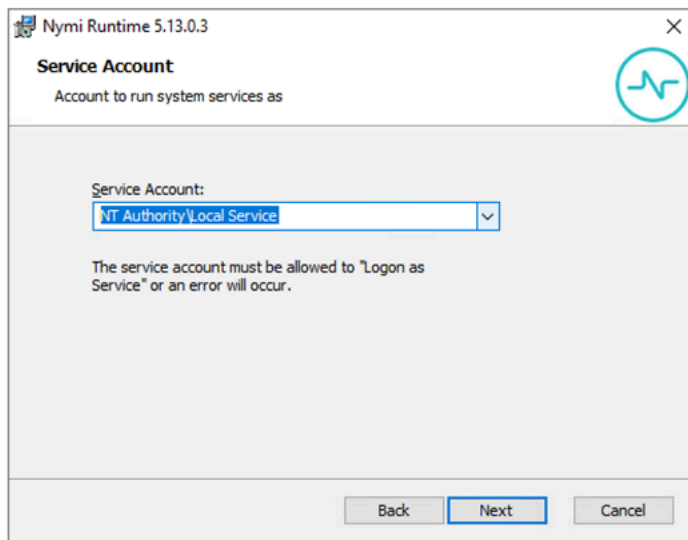 Nymi Runtime 5.13.0.3
Service Account
Account to run system services as
Service Account:
NT Authority\Local Service
The service account must be allowed to "Logon as
Service" or an error will occur.
Back
Next
Cancel